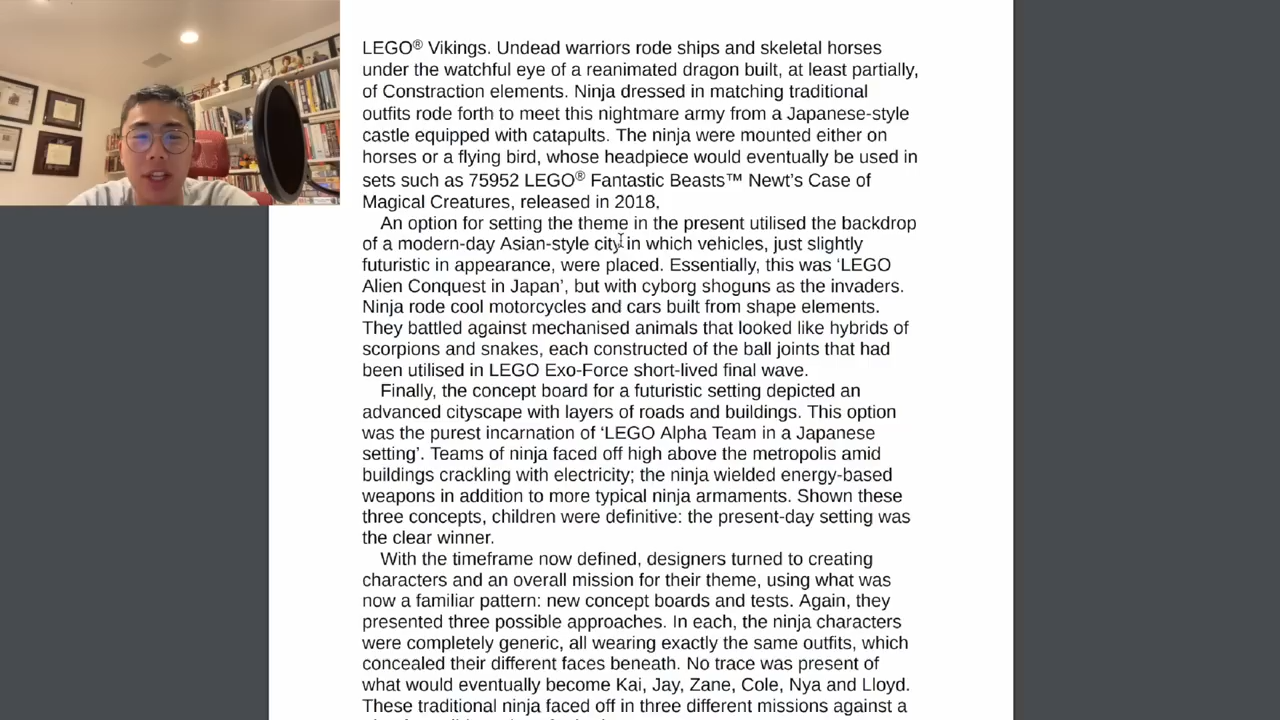 LEGO® Vikings. Undead warriors rode ships and skeletal horses
under the watchful eye of a reanimated dragon built, at least partially,
of Constraction elements. Ninja dressed in matching traditional
outfits rode forth to meet this nightmare army from a Japanese-style
castle equipped with catapults. The ninja were mounted either on
horses or a flying bird, whose headpiece would eventually be used in
sets such as 75952 LEGO® Fantastic Beasts™ Newt's Case of
Magical Creatures, released in 2018,
An option for setting the theme in the present utilised the backdrop
of a modern-day Asian-style city in which vehicles, just slightly
futuristic in appearance, were placed. Essentially, this was ‘LEGO
Alien Conquest in Japan’, but with cyborg shoguns as the invaders.
Ninja rode cool motorcycles and cars built from shape elements.
They battled against mechanised animals that looked like hybrids of
scorpions and snakes, each constructed of the ball joints that had
been utilised in LEGO Exo-Force short-lived final wave.
Finally, the concept board for a futuristic setting depicted an
advanced cityscape with layers of roads and buildings. This option
was the purest incarnation of ‘LEGO Alpha Team in a Japanese
setting’. Teams of ninja faced off high above the metropolis amid
buildings crackling with electricity; the ninja wielded energy-based
weapons in addition to more typical ninja armaments. Shown these
three concepts, children were definitive: the present-day setting was
the clear winner.
With the timeframe now defined, designers turned to creating
characters and an overall mission for their theme, using what was
now a familiar pattern: new concept boards and tests. Again, they
presented three possible approaches. In each, the ninja characters
were completely generic, all wearing exactly the same outfits, which
concealed their different faces beneath. No trace was present of
what would eventually become Kai, Jay, Zane, Cole, Nya and Lloyd.
These traditional ninja faced off in three different missions against a